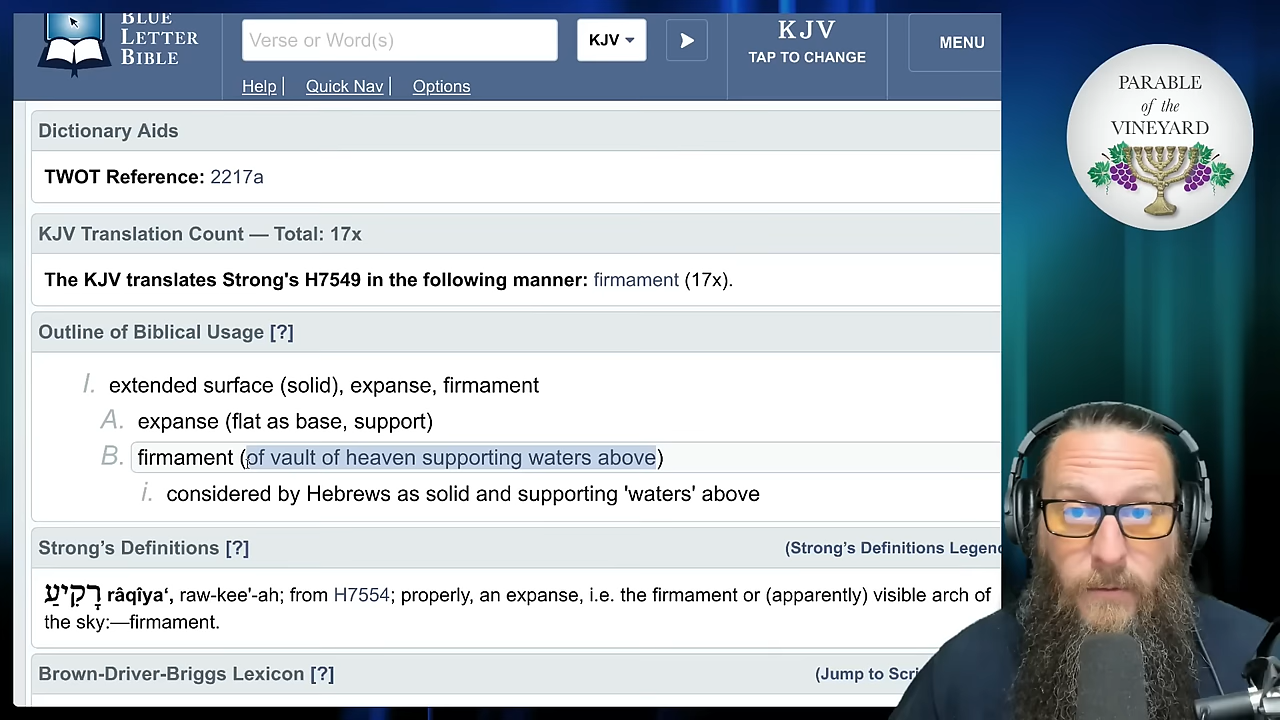 BLUE
LETTER
BIBLE
Verse or Word(s)
KJV
KJV
TAP TO CHANGE
MENU
Help
Quick Nav
Options
PARABLE
of the
VINEYARD
Dictionary Aids
TWOT Reference: 2217a
KJV Translation Count — Total: 17x
The KJV translates Strong's H7549 in the following manner: firmament (17x).
Outline of Biblical Usage [?]
I. extended surface (solid), expanse, firmament
A. expanse (flat as base, support)
B. firmament (of vault of heaven supporting waters above)
i. considered by Hebrews as solid and supporting 'waters' above
Strong’s Definitions [?]
(Strong’s Definitions Legen
רָקִיעַ râqîyaʻ, raw-kee'-ah; from H7554; properly, an expanse, i.e. the firmament or (apparently) visible arch of
the sky:—firmament.
Brown-Driver-Briggs Lexicon [?]
(Jump to Scri